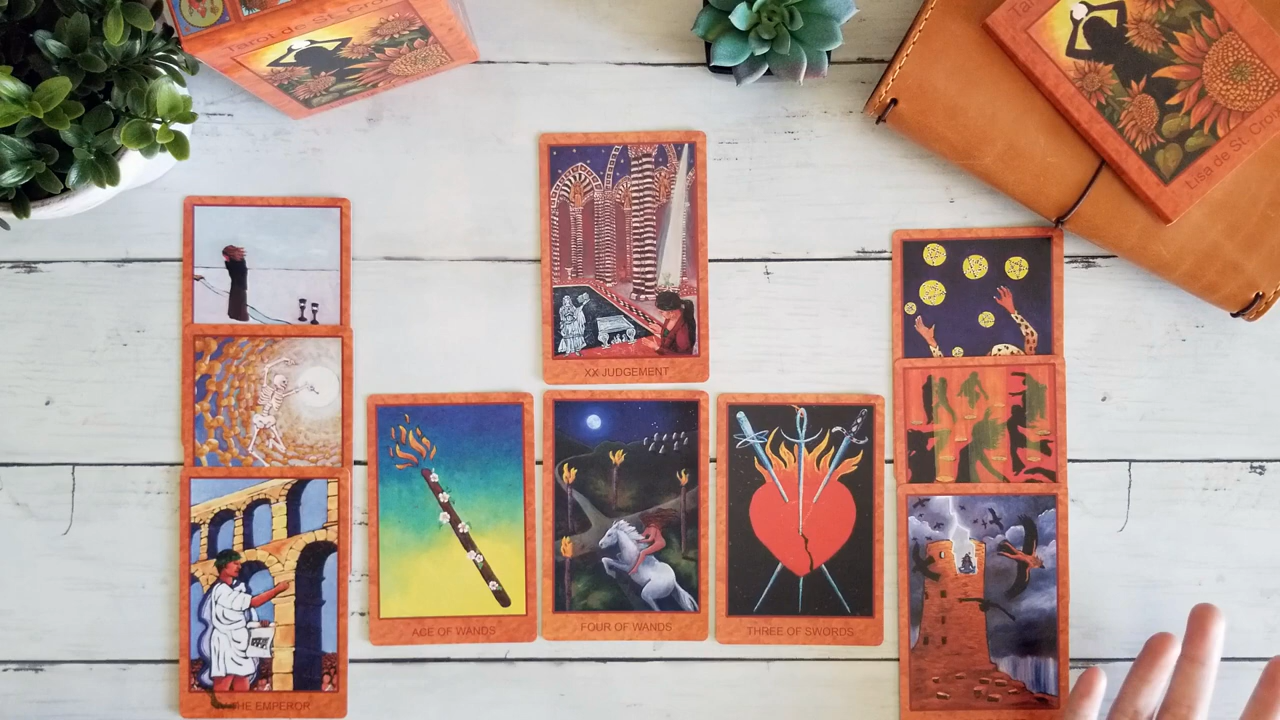 Tarot de St. Croix
Lisa de St. Croix
XX JUDGEMENT
ACE OF WANDS
FOUR OF WANDS
THREE OF SWORDS
THE EMPEROR